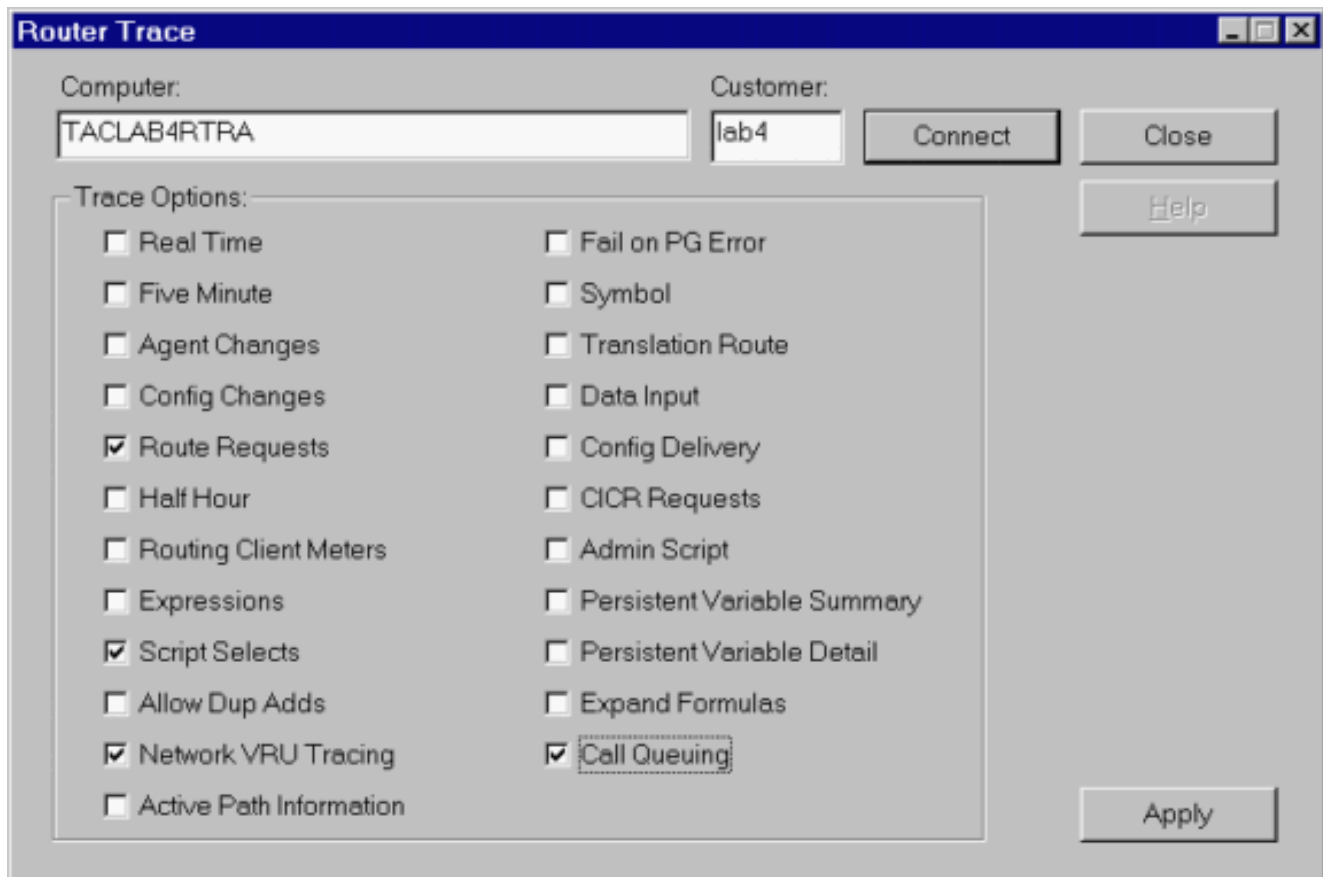 Router Trace
Computer:
Customer:
TACLAB4RTRA
lab4
Connect
Close
Help
Trace Options:
Real Time
Five Minute
Agent Changes
Config Changes
Route Requests
Half Hour
Routing Client Meters
Expressions
Script Selects
Allow Dup Adds
Network VRU Tracing
Active Path Information
Fail on PG Error
Symbol
Translation Route
Data Input
Config Delivery
CICR Requests
Admin Script
Persistent Variable Summary
Persistent Variable Detail
Expand Formulas
Call Queuing
Apply